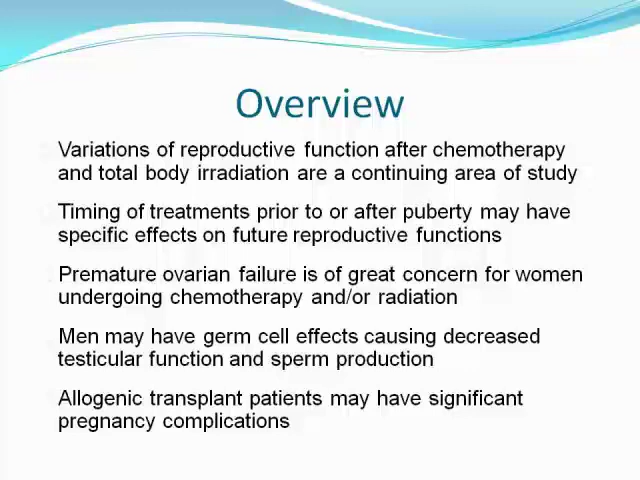 Overview
Variations of reproductive function after chemotherapy
and total body irradiation are a continuing area of study
Timing of treatments prior to or after puberty may have
specific effects on future reproductive functions
Premature ovarian failure is of great concern for women
undergoing chemotherapy and/or radiation
Men may have germ cell effects causing decreased
testicular function and sperm production
Allogenic transplant patients may have significant
pregnancy complications